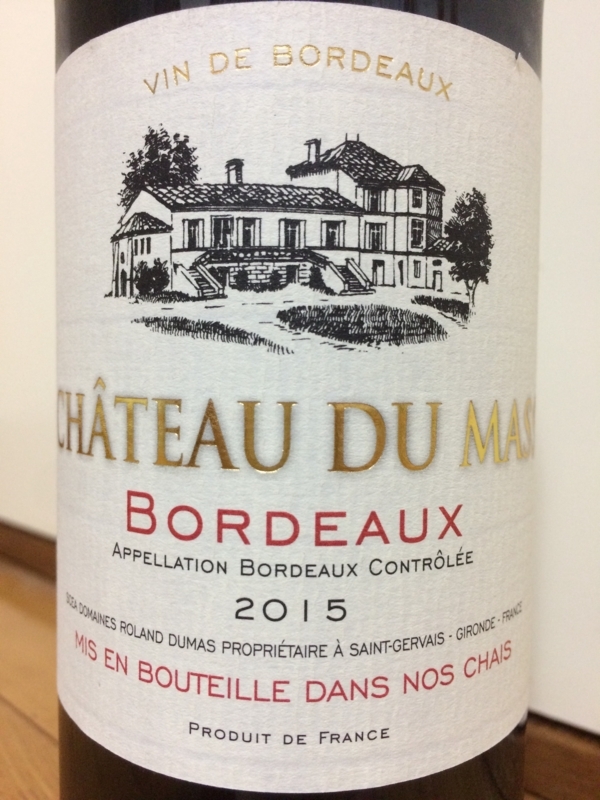 VIN DE BORDEAUX
CHÂTEAU DU MAS
BORDEAUX
APPELLATION BORDEAUX CONTRÔLÉE
2015
SCEA DOMAINES ROLAND DUMAS PROPRIÉTAIRE À SAINT-GERVAIS - GIRONDE - FRANCE
MIS EN BOUTEILLE DANS NOS CHAIS
PRODUIT DE FRANCE